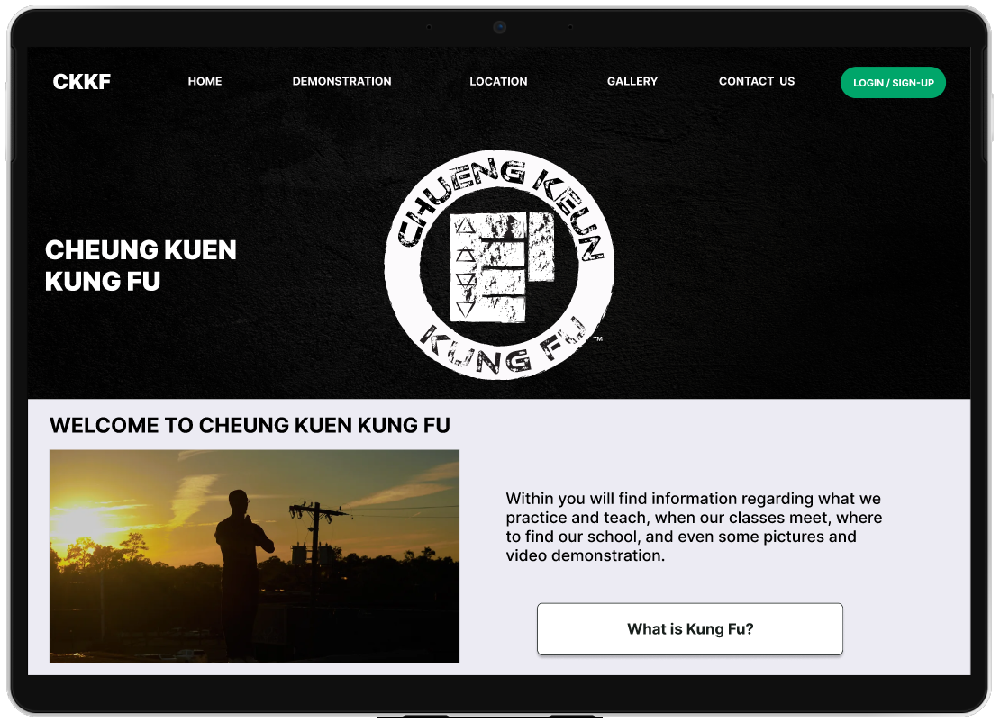 CKKF
HOME
DEMONSTRATION
LOCATION
GALLERY
CONTACT US
LOGIN / SIGN-UP
CHUENG KEUN
KUNG FU
TM
CHEUNG KUEN
KUNG FU
WELCOME TO CHEUNG KUEN KUNG FU
Within you will find information regarding what we
practice and teach, when our classes meet, where
to find our school, and even some pictures and
video demonstration.
What is Kung Fu?